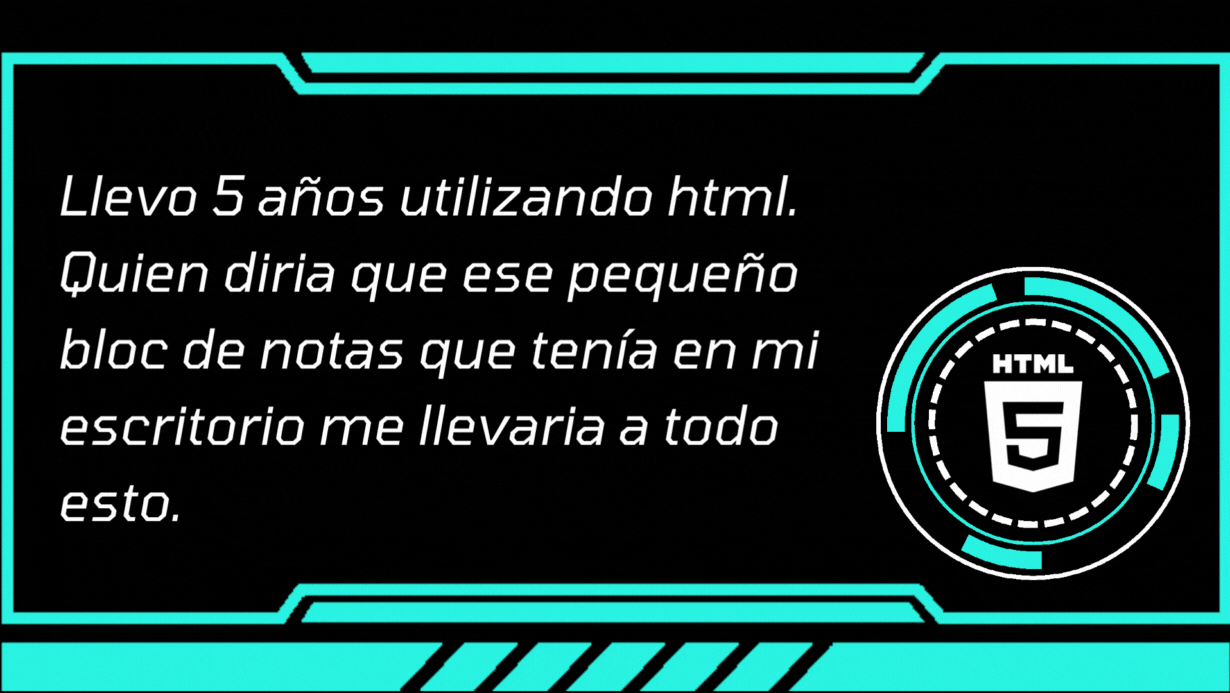 Llevo 5 años utilizando html.
Quien diria que ese pequeño
bloc de notas que tenía en mi
escritorio me llevaria a todo
esto.
HTML
5